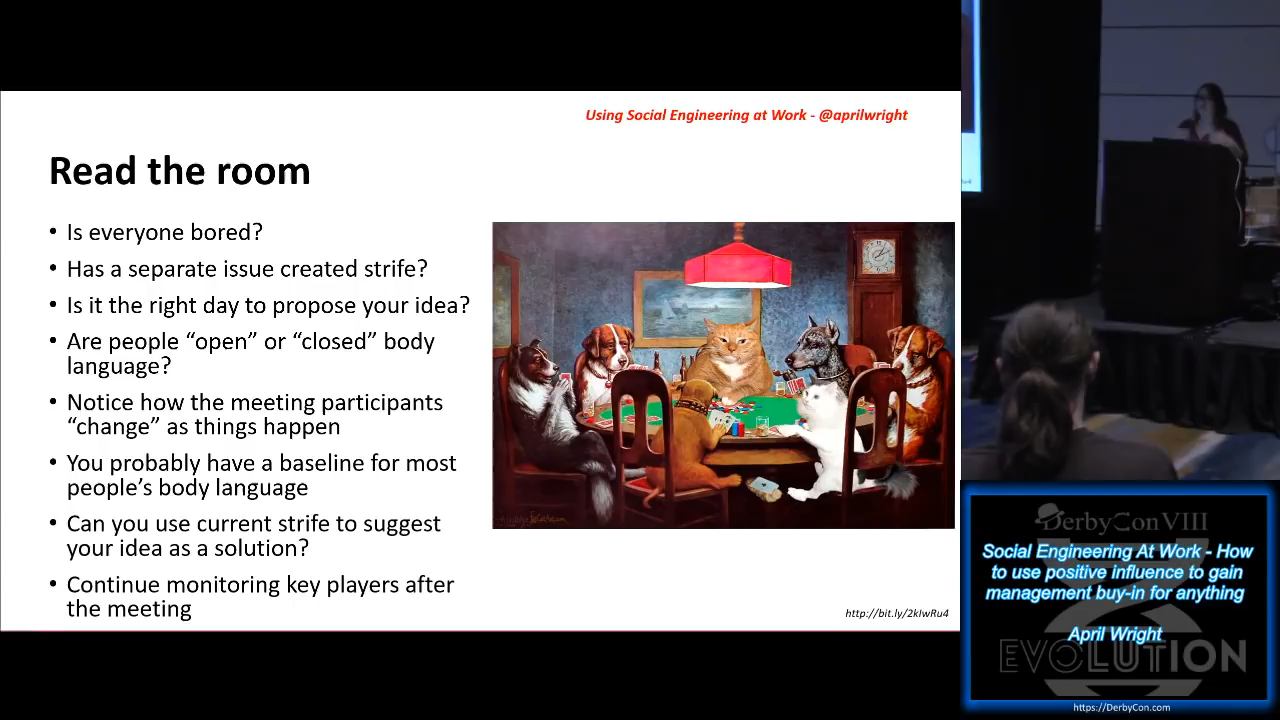 Using Social Engineering at Work - @aprilwright
Read the room
• Is everyone bored?
• Has a separate issue created strife?
• Is it the right day to propose your idea?
• Are people “open” or “closed” body
language?
• Notice how the meeting participants
“change” as things happen
• You probably have a baseline for most
people’s body language
• Can you use current strife to suggest
your idea as a solution?
• Continue monitoring key players after
the meeting
http://bit.ly/2klwRu4
DerbyCon VIII
Social Engineering At Work - How
to use positive influence to gain
management buy-in for anything
April Wright
EVOLUTION
https://DerbyCon.com